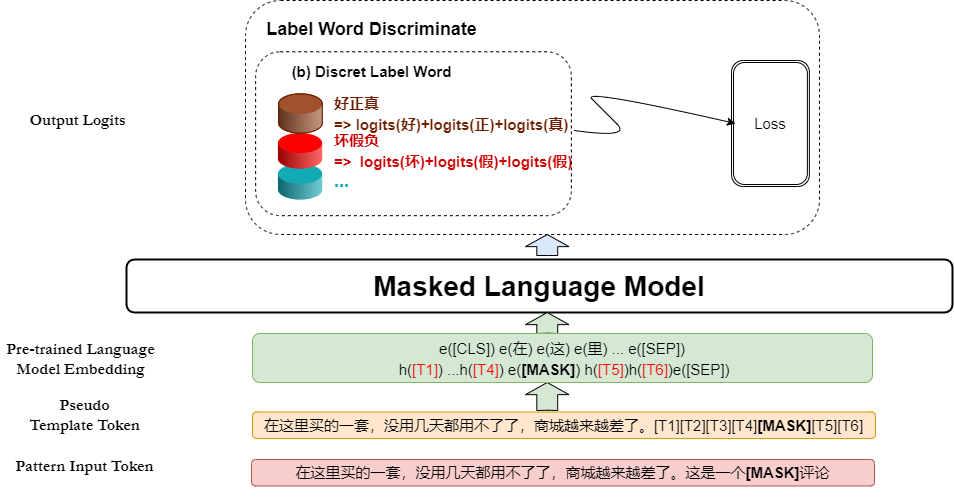 Label Word Discriminate
(b) Discret Label Word
好正真
=> logits(好)+logits(正)+logits(真)
坏假负
=> logits(坏)+logits(假)+logits(假)
...
Output Logits
Loss
Masked Language Model
Pre-trained Language
Model Embedding
e([CLS]) e(在) e(这) e(里) ... e([SEP])
h([T1]) ...h([T4]) e([MASK]) h([T5])h([T6])e([SEP])
Pseudo
Template Token
在这里买的一套，没用几天都用不了了，商城越来越差了。[T1][T2][T3][T4][MASK][T5][T6]
Pattern Input Token
在这里买的一套，没用几天都用不了了，商城越来越差了。这是一个[MASK]评论